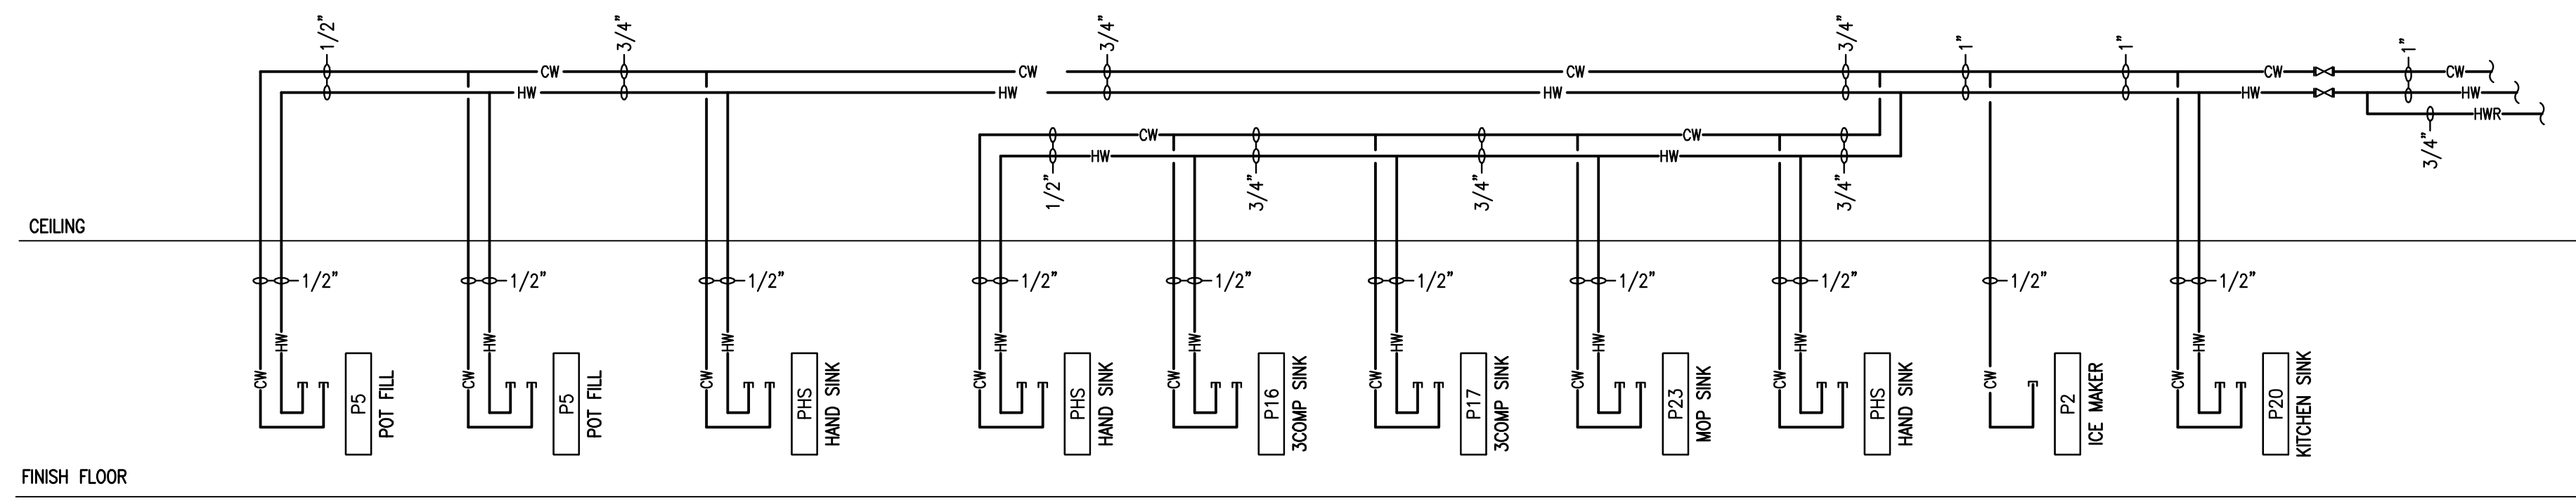 1/2"
3/4"
3/4"
3/4"
1"
1"
1"
CW
CW
CW
CW
CW
HW
HW
HW
HW
HW
HWR
3/4"
CW
CW
HW
HW
1/2"
3/4"
3/4"
3/4"
CEILING
1/2"
1/2"
1/2"
1/2"
1/2"
1/2"
1/2"
1/2"
1/2"
1/2"
HW
HW
HW
HW
HW
HW
HW
HW
HW
CW
CW
CW
CW
CW
CW
CW
CW
CW
CW
P5
POT FILL
P5
POT FILL
PHS
HAND SINK
PHS
HAND SINK
P16
3COMP SINK
P17
3COMP SINK
P23
MOP SINK
PHS
HAND SINK
P2
ICE MAKER
P20
KITCHEN SINK
FINISH FLOOR